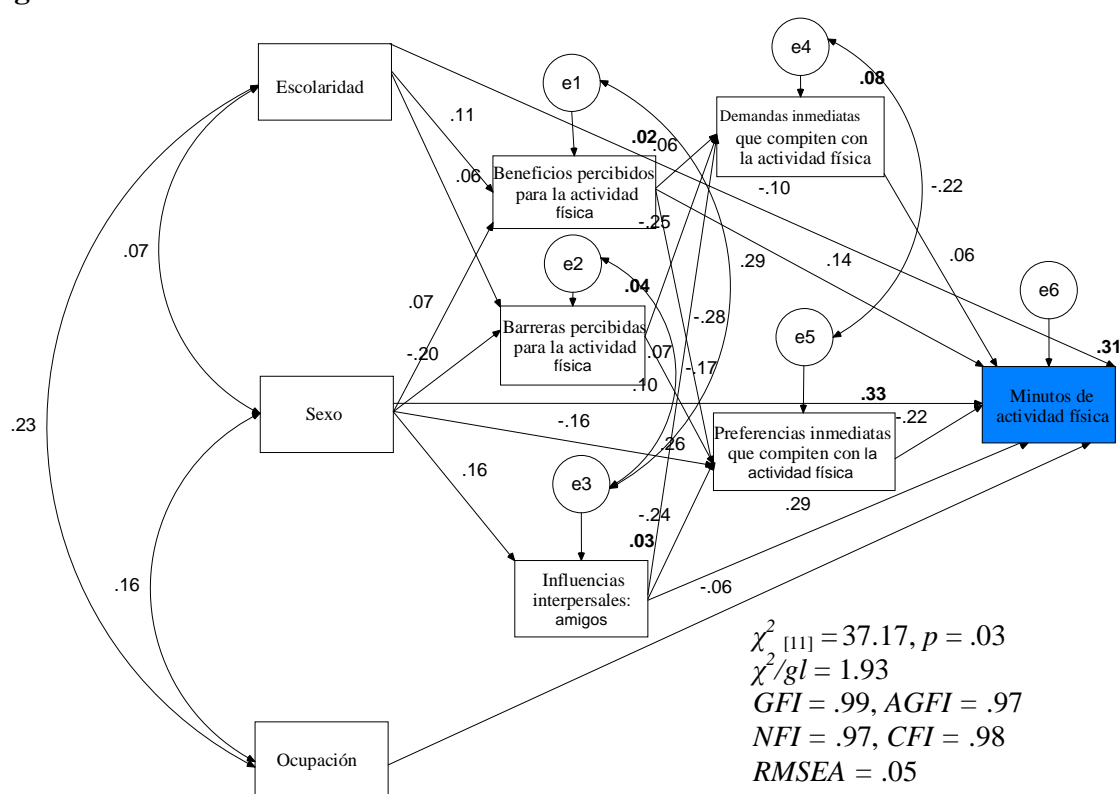 Escolaridad
e1
e4
.08
.11
.02
.06
Demandas inmediatas
que compiten con
la actividad física
Beneficios percibidos
para la actividad
física
.06
-.10
-.22
-.25
.07
e2
.29
.14
.06
e6
.04
.07
-.28
e5
.31
Barreras percibidas
para la actividad
física
-.20
.07
-.17
.10
.33
Minutos de
actividad física
Sexo
.23
-.16
-.22
Preferencias inmediatas
que compiten con la
actividad física
.26
.16
e3
-.24
.29
.03
Influencias
interpersales:
amigos
.16
-.06
χ² [11] = 37.17, p = .03
χ²/gl = 1.93
GFI = .99, AGFI = .97
NFI = .97, CFI = .98
RMSEA = .05
Ocupación